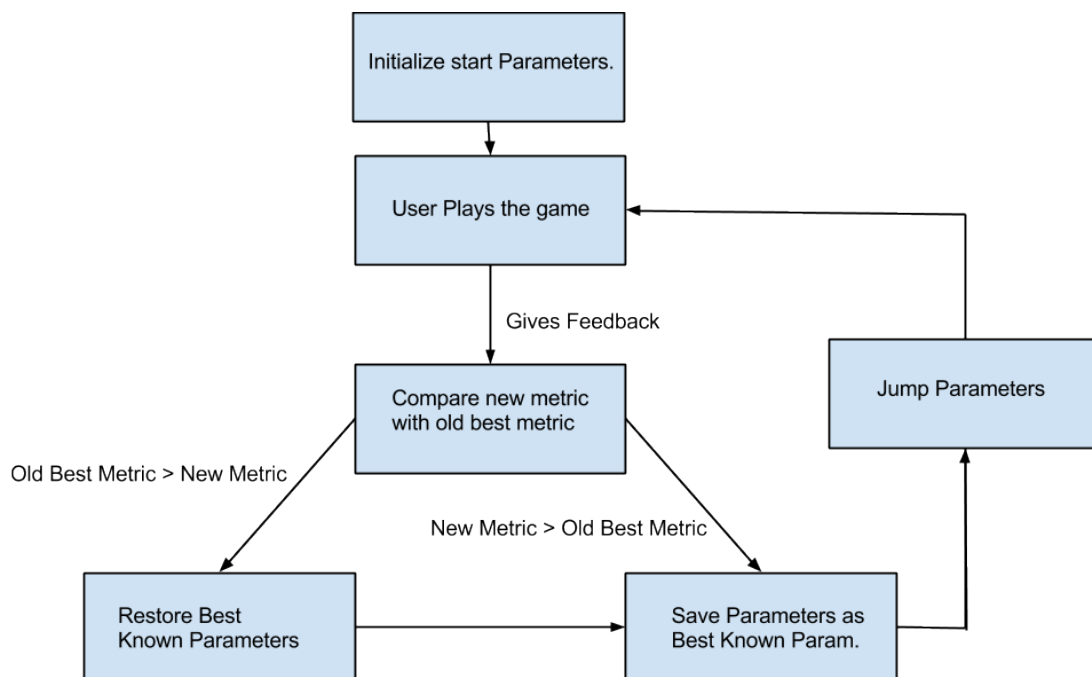 Initialize start Parameters.
User Plays the game
Gives Feedback
Compare new metric
with old best metric
Jump Parameters
Old Best Metric > New Metric
New Metric > Old Best Metric
Restore Best
Known Parameters
Save Parameters as
Best Known Param.